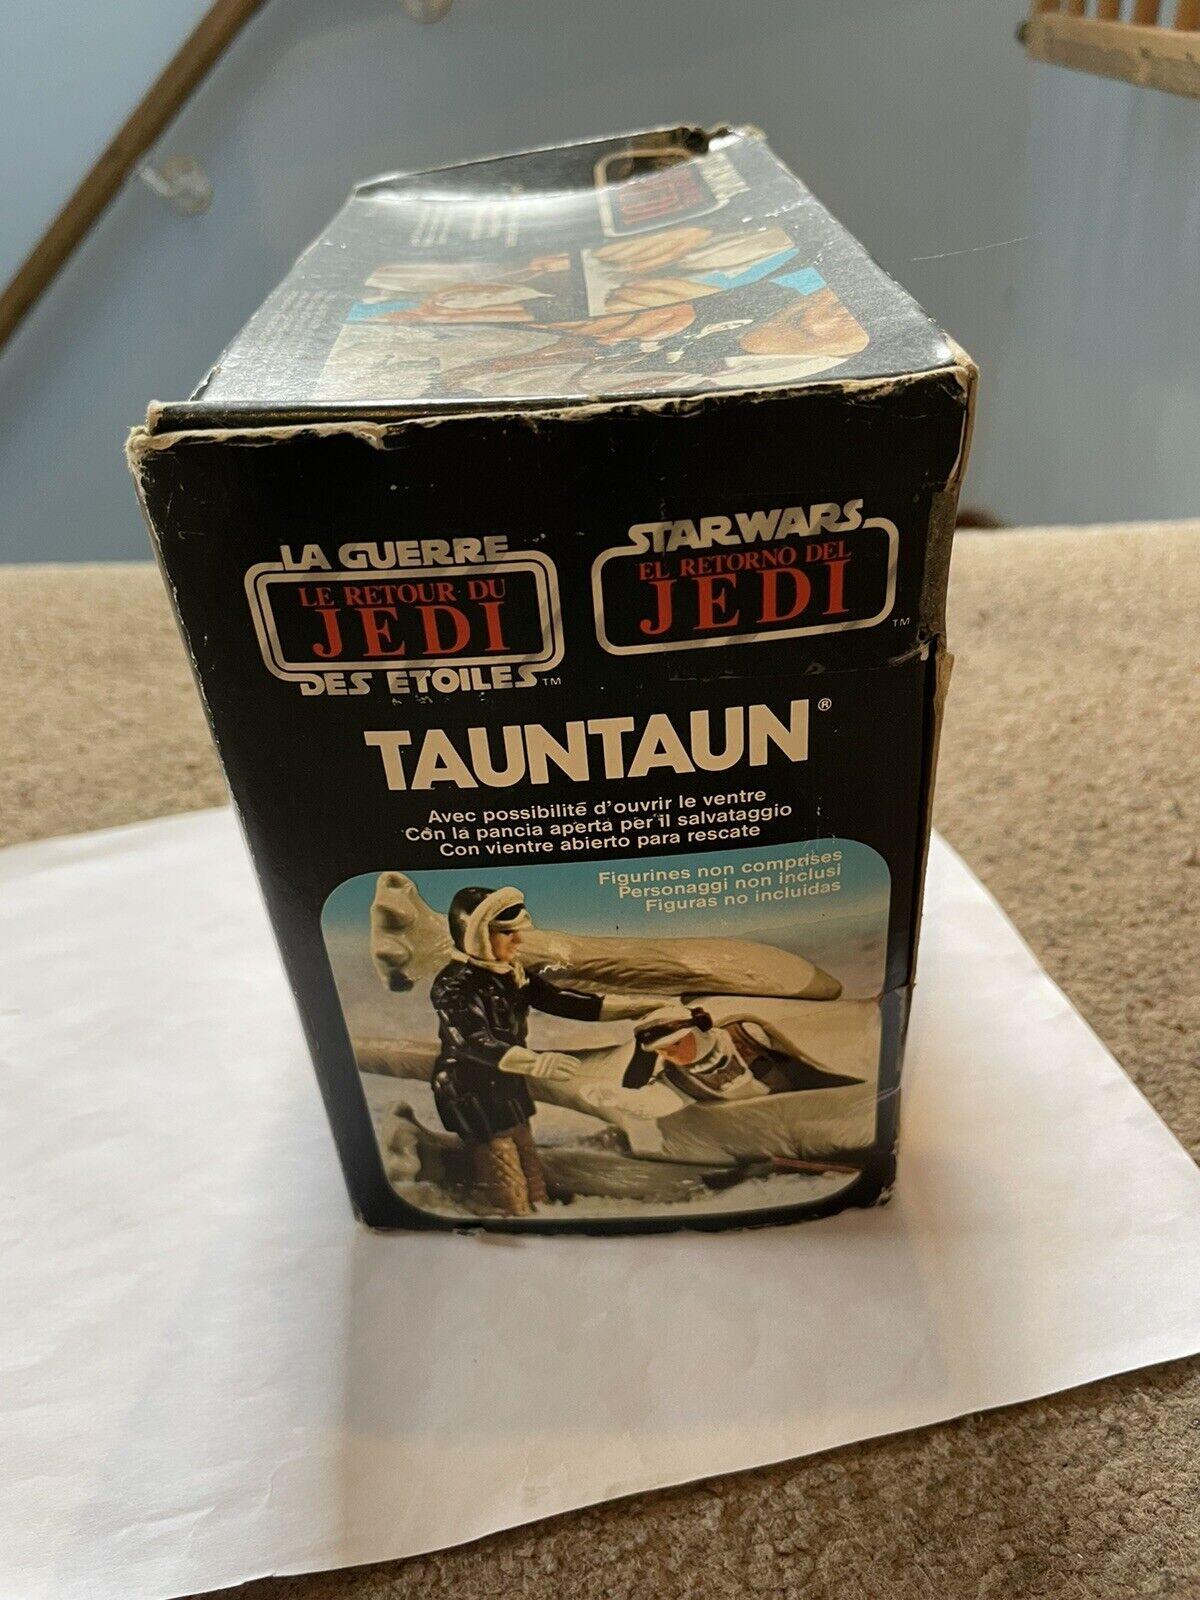 JEDI
LA GUERRE
LE RETOUR DU
JEDI
DES ETOILES™
STAR WARS
EL RETORNO DEL
JEDI
™
TAUNTAUN®
Avec possibilité d'ouvrir le ventre
Con la pancia aperta per il salvataggio
Con vientre abierto para rescate
Figurines non comprises
Personaggi non inclusi
Figuras no incluidas